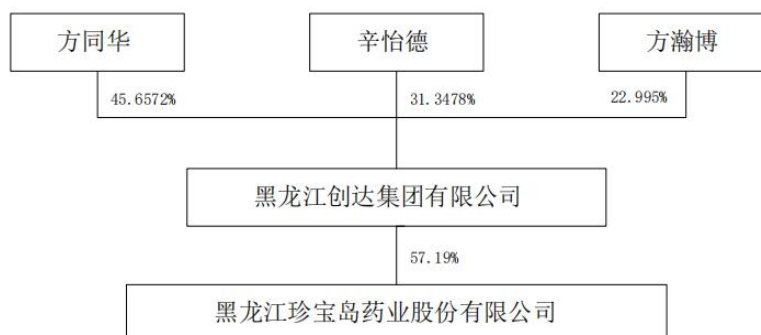 方同华
辛怡德
方瀚博
45.6572%
31.3478%
22.995%
黑龙江创达集团有限公司
57.19%
黑龙江珍宝岛药业股份有限公司